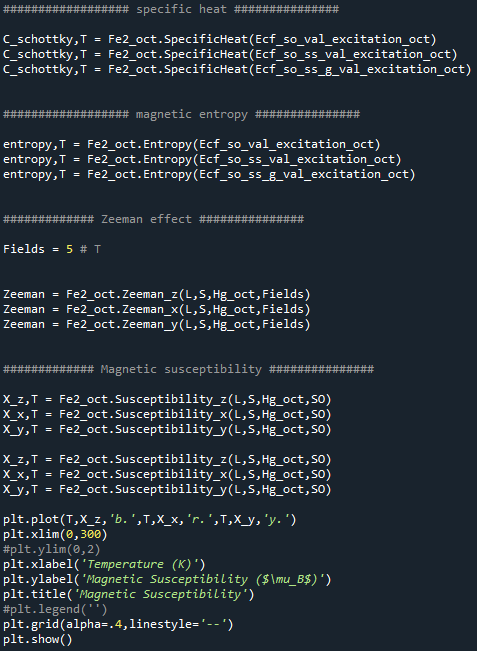 ################## specific heat ###############
C_schottky,T = Fe2_oct.SpecificHeat(Ecf_so_val_excitation_oct)
C_schottky,T = Fe2_oct.SpecificHeat(Ecf_so_ss_val_excitation_oct)
C_schottky,T = Fe2_oct.SpecificHeat(Ecf_so_ss_g_val_excitation_oct)
################## magnetic entropy ###############
entropy,T = Fe2_oct.Entropy(Ecf_so_val_excitation_oct)
entropy,T = Fe2_oct.Entropy(Ecf_so_ss_val_excitation_oct)
entropy,T = Fe2_oct.Entropy(Ecf_so_ss_g_val_excitation_oct)
############# Zeeman effect ###############
Fields = 5 # T
Zeeman = Fe2_oct.Zeeman_z(L,S,Hg_oct,Fields)
Zeeman = Fe2_oct.Zeeman_x(L,S,Hg_oct,Fields)
Zeeman = Fe2_oct.Zeeman_y(L,S,Hg_oct,Fields)
############# Magnetic susceptibility ###############
X_z,T = Fe2_oct.Susceptibility_z(L,S,Hg_oct,SO)
X_x,T = Fe2_oct.Susceptibility_x(L,S,Hg_oct,SO)
X_y,T = Fe2_oct.Susceptibility_y(L,S,Hg_oct,SO)
X_z,T = Fe2_oct.Susceptibility_z(L,S,Hg_oct,SO)
X_x,T = Fe2_oct.Susceptibility_x(L,S,Hg_oct,SO)
X_y,T = Fe2_oct.Susceptibility_y(L,S,Hg_oct,SO)
plt.plot(T,X_z,'b.',T,X_x,'r.',T,X_y,'y.')
plt.xlim(0,300)
#plt.ylim(0,2)
plt.xlabel('Temperature (K)')
plt.ylabel('Magnetic Susceptibility ($\mu_B$)')
plt.title('Magnetic Susceptibility')
#plt.legend('')
plt.grid(alpha=.4,linestyle='--')
plt.show()